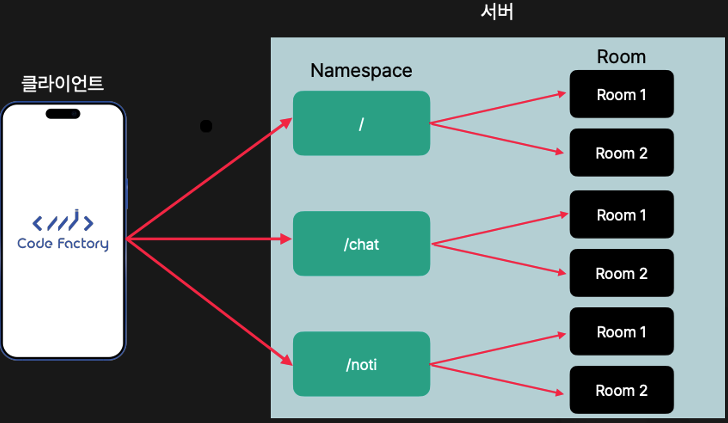 서버
클라이언트
Code Factory
Namespace
/
/chat
/noti
Room
Room 1
Room 2
Room 1
Room 2
Room 1
Room 2